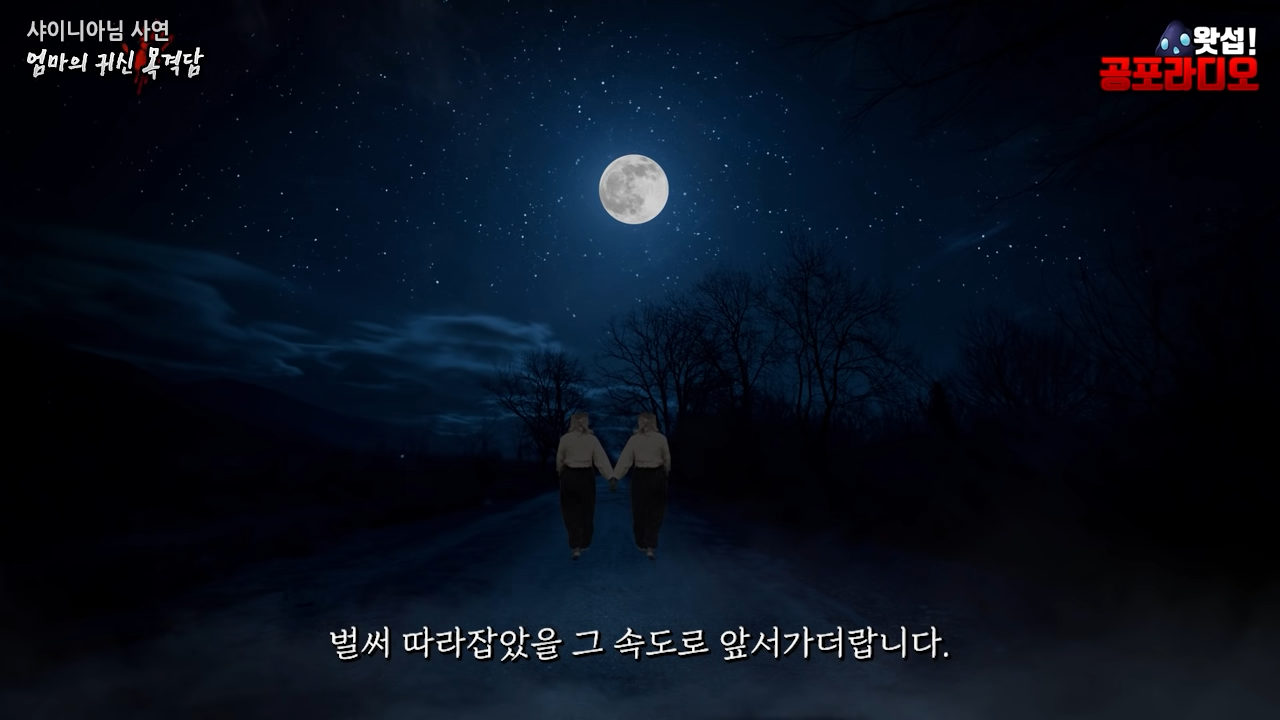 샤이니아님 사연
엄마의 귀신 목격담
왓섭!
공포라디오
벌써 따라잡았을 그 속도로 앞서가더랍니다.